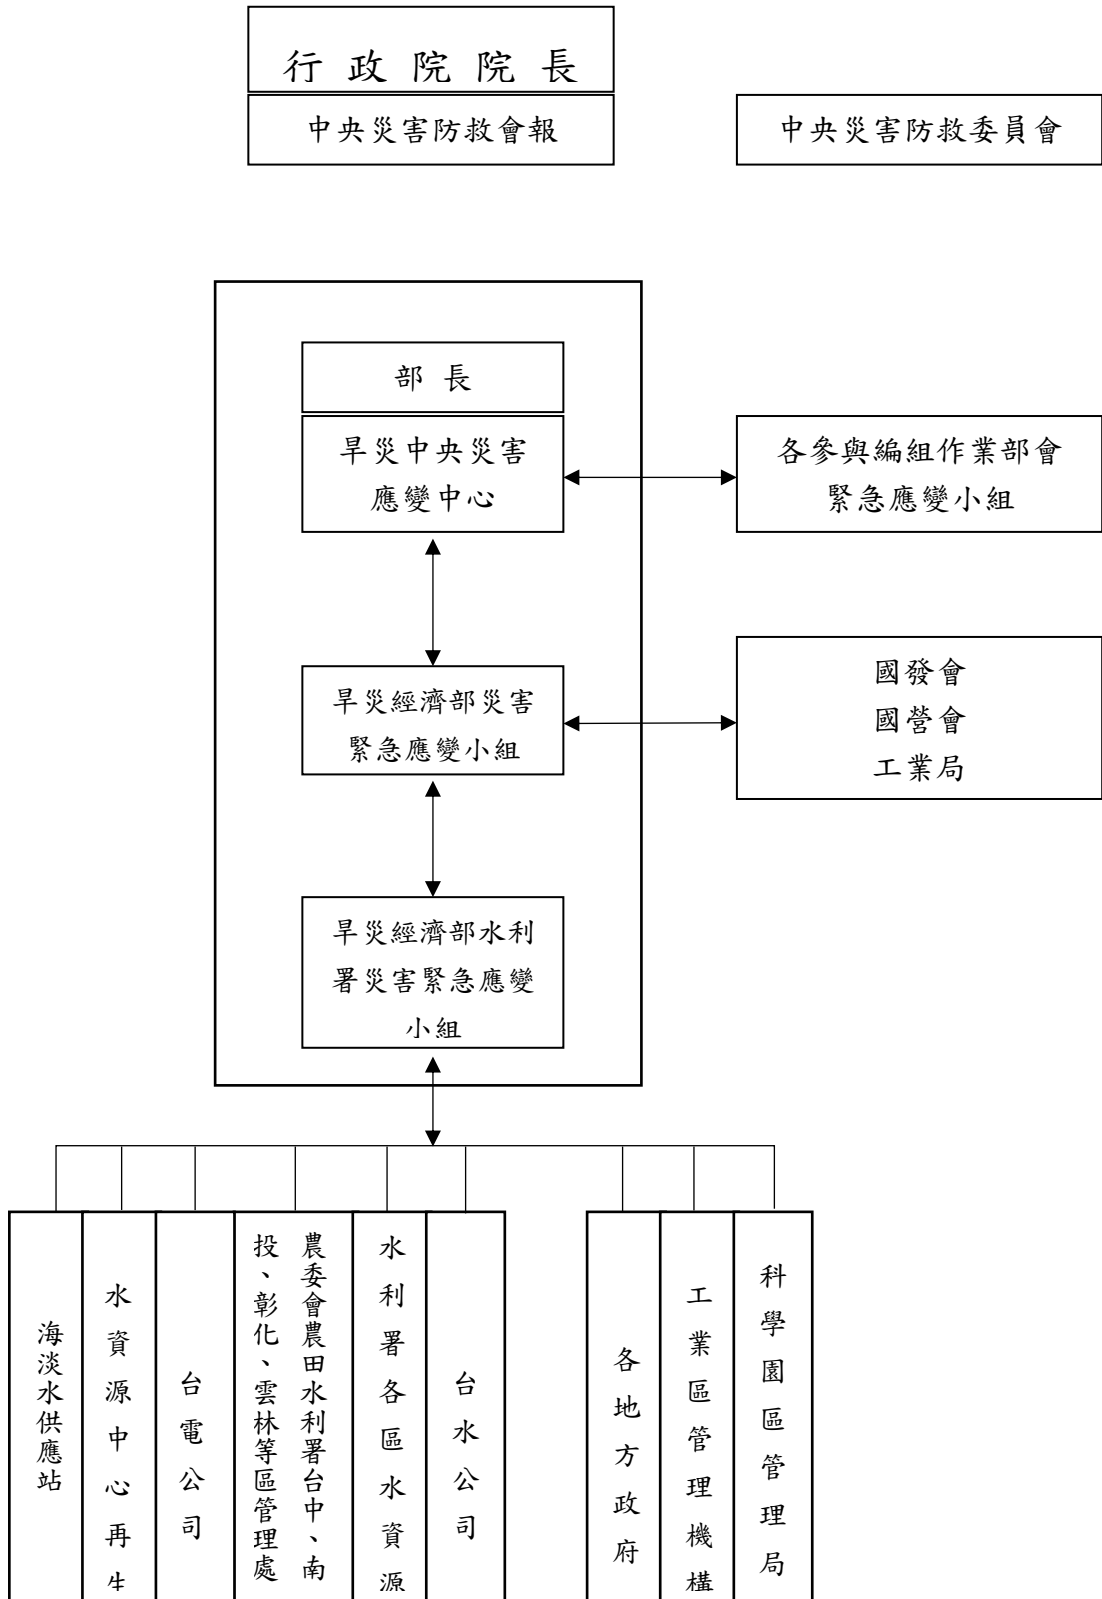 行政院院長
中央災害防救會報
中央災害防救委員會
部長
旱災中央災害
應變中心
各參與編組作業部會
緊急應變小組
旱災經濟部災害
緊急應變小組
國發會
國營會
工業局
旱災經濟部水利
署災害緊急應變
小組
海淡水供應站
水資源中心再生
台電公司
農委會農田水利署台中、南
投、彰化、雲林等區管理處
水利署各區水資源
台水公司
各地方政府
工業區管理機構
科學園區管理局